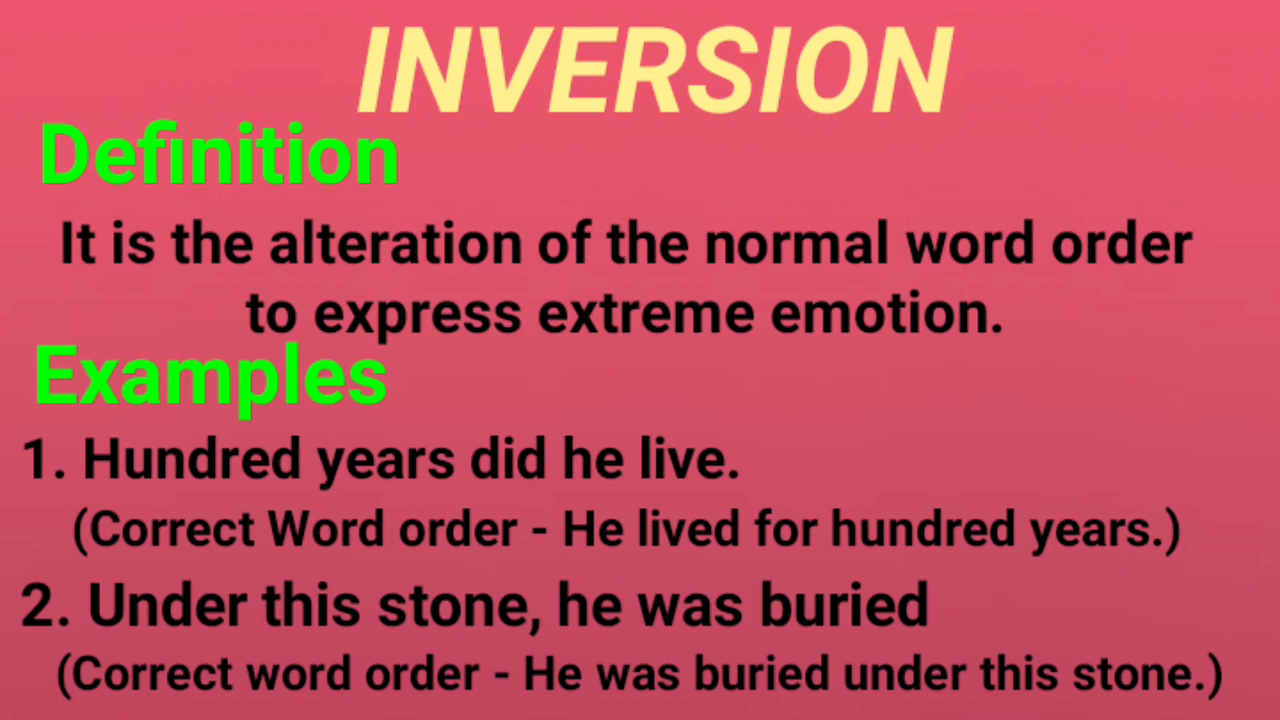 INVERSION
Definition
It is the alteration of the normal word order
to express extreme emotion.
Examples
1. Hundred years did he live.
(Correct Word order - He lived for hundred years.)
2. Under this stone, he was buried
(Correct word order - He was buried under this stone.)